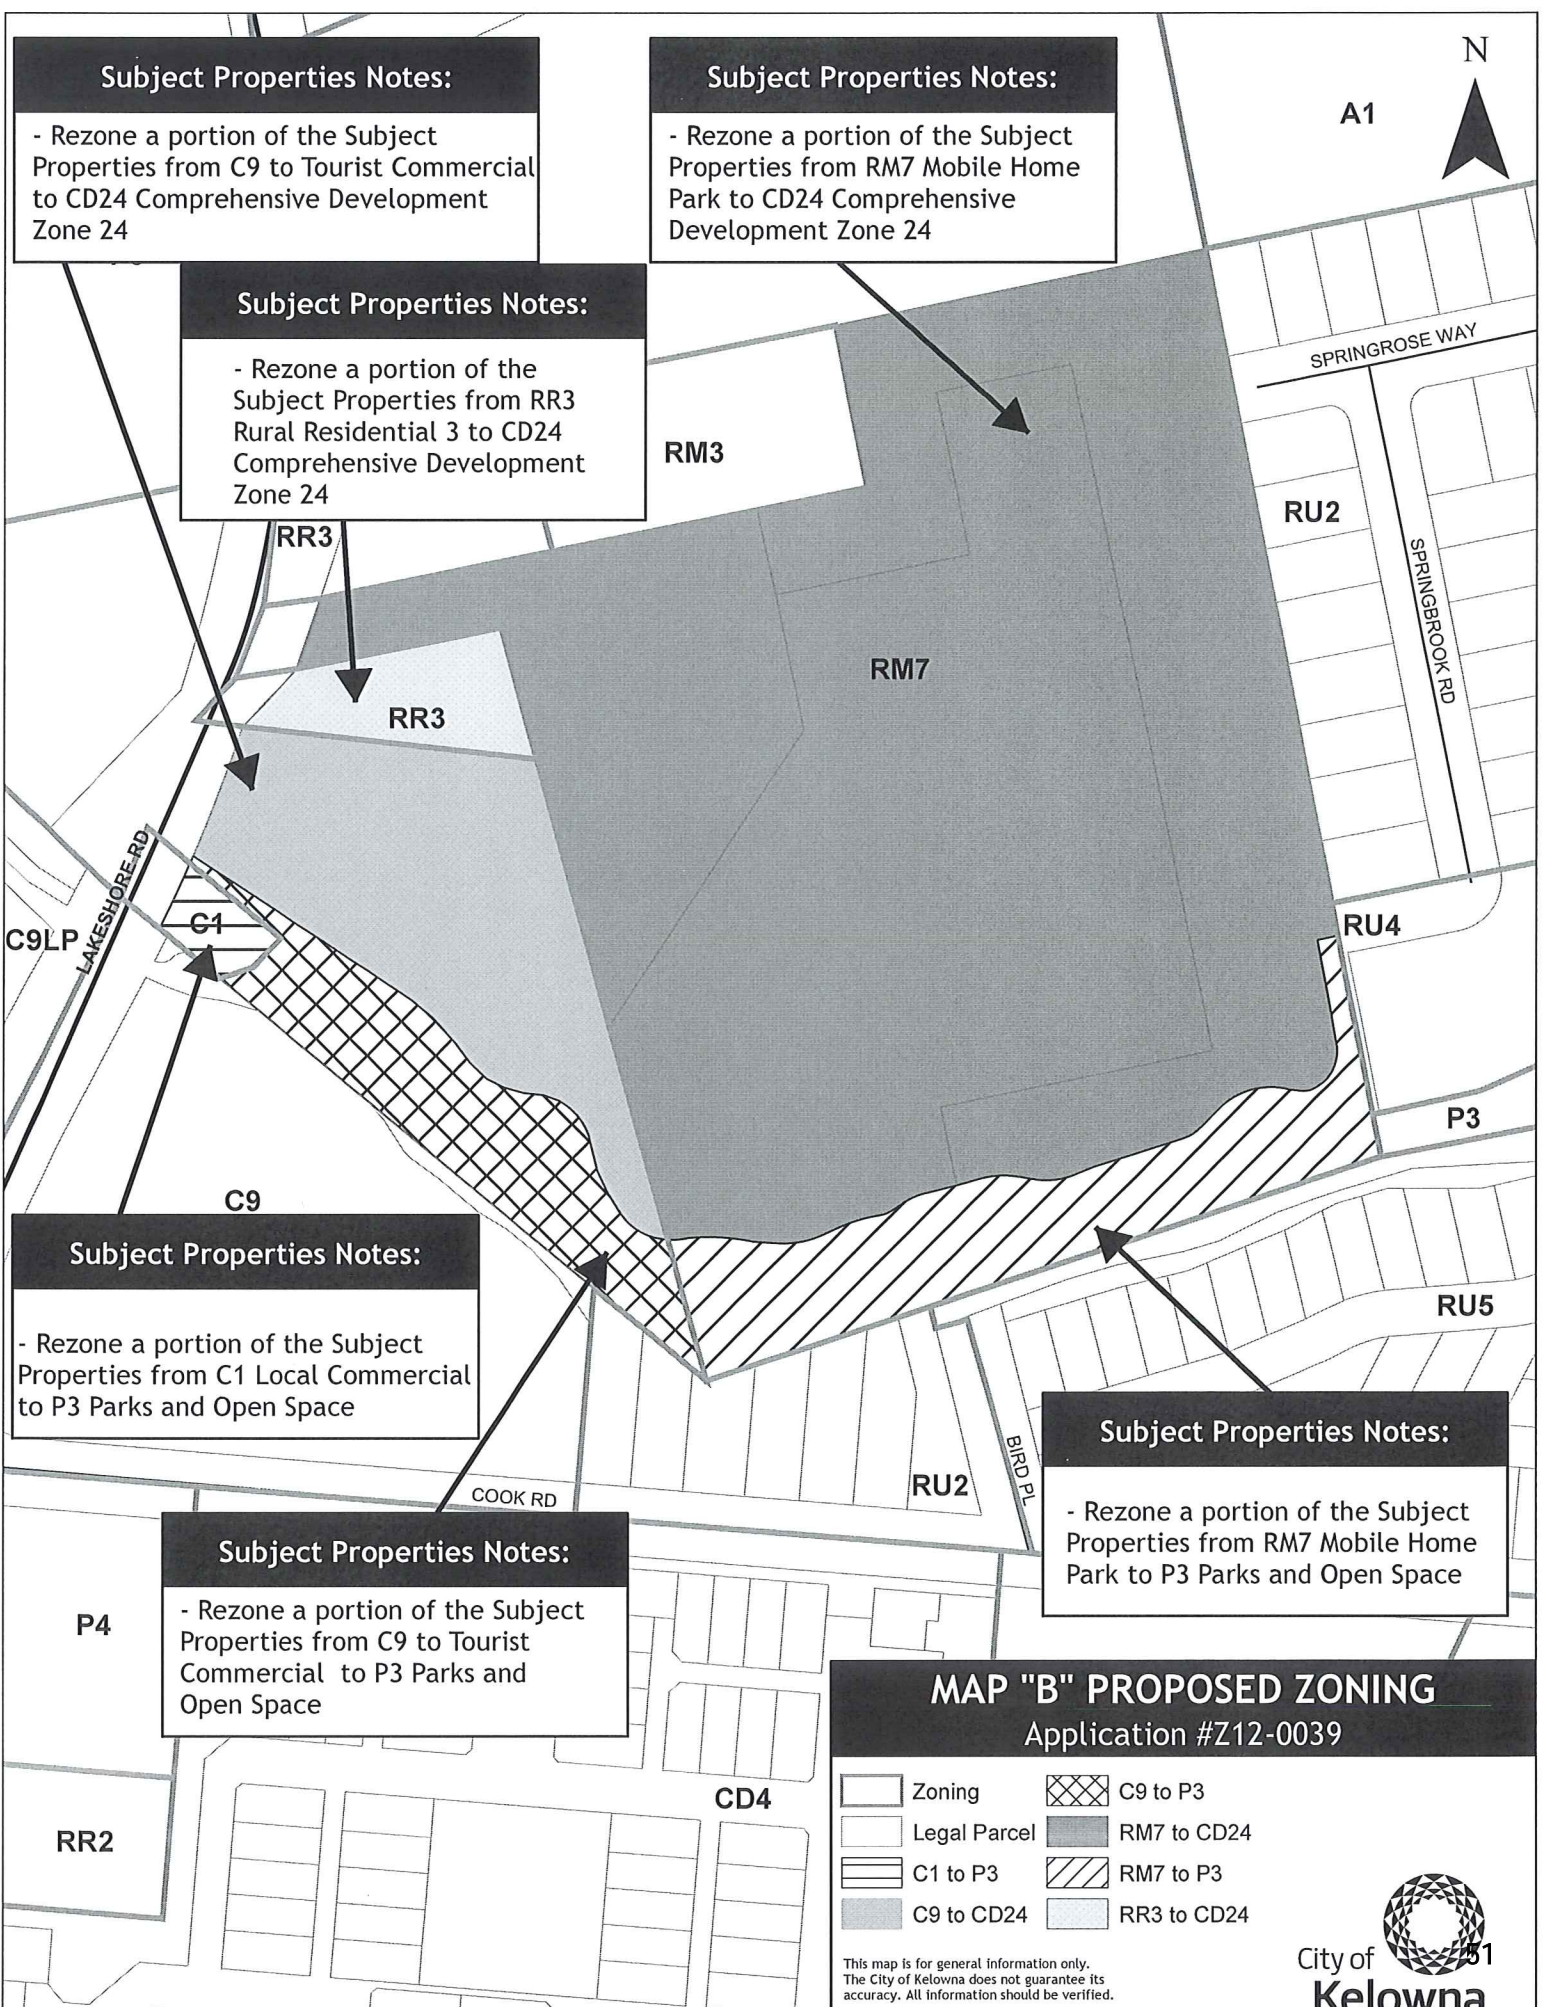 Subject Properties Notes:
- Rezone a portion of the Subject
Properties from C9 to Tourist Commercial
to CD24 Comprehensive Development
Zone 24
Subject Properties Notes:
- Rezone a portion of the Subject
Properties from RM7 Mobile Home
Park to CD24 Comprehensive
Development Zone 24
N
A1
Subject Properties Notes:
- Rezone a portion of the
Subject Properties from RR3
Rural Residential 3 to CD24
Comprehensive Development
Zone 24
SPRINGROSE WAY
RM3
RU2
RR3
SPRINGBROOK RD
RM7
RR3
LAKESHORE RD
C1
C9LP
RU4
P3
C9
Subject Properties Notes:
- Rezone a portion of the Subject
Properties from C1 Local Commercial
to P3 Parks and Open Space
RU5
Subject Properties Notes:
- Rezone a portion of the Subject
Properties from RM7 Mobile Home
Park to P3 Parks and Open Space
BIRD PL
RU2
COOK RD
Subject Properties Notes:
- Rezone a portion of the Subject
Properties from C9 to Tourist
Commercial to P3 Parks and
Open Space
P4
RR2
CD4
MAP "B" PROPOSED ZONING
Application #Z12-0039
Zoning
Legal Parcel
C1 to P3
C9 to CD24
C9 to P3
RM7 to CD24
RM7 to P3
RR3 to CD24
This map is for general information only.
The City of Kelowna does not guarantee its
accuracy. All information should be verified.
City of
Kelowna
51